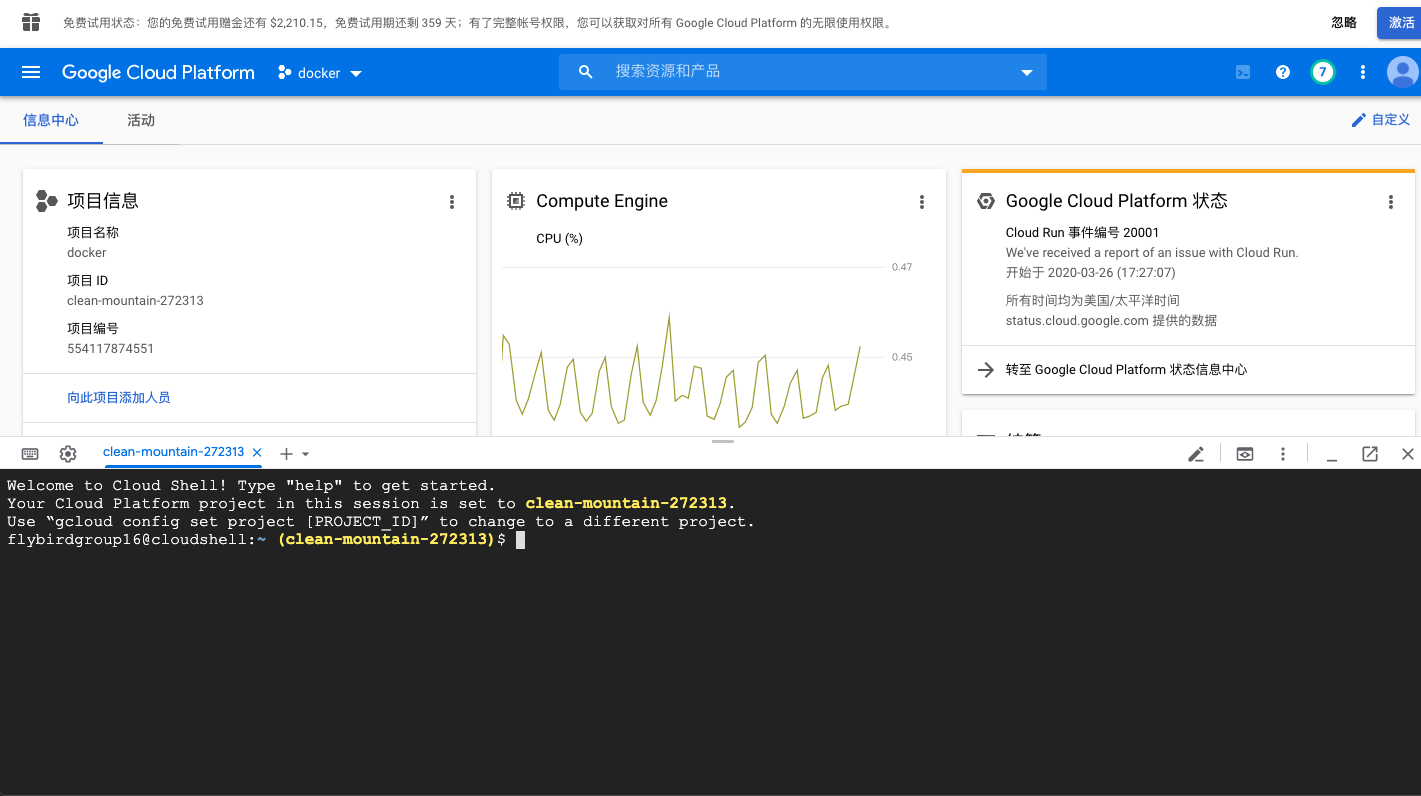 免费试用状态：您的免费试用赠金还有 $2,210.15，免费试用期还剩 359 天；有了完整帐号权限，您可以获取对所有 Google Cloud Platform 的无限使用权限。
忽略
激活
Google Cloud Platform
docker
搜索资源和产品
7
信息中心
活动
自定义
项目信息
项目名称
docker
项目 ID
clean-mountain-272313
项目编号
554117874551
向此项目添加人员
Compute Engine
CPU (%)
0.47
0.45
Google Cloud Platform 状态
Cloud Run 事件编号 20001
We've received a report of an issue with Cloud Run.
开始于 2020-03-26 (17:27:07)
所有时间均为美国/太平洋时间
status.cloud.google.com 提供的数据
转至 Google Cloud Platform 状态信息中心
clean-mountain-272313
Welcome to Cloud Shell! Type "help" to get started.
Your Cloud Platform project in this session is set to clean-mountain-272313.
Use “gcloud config set project [PROJECT_ID]” to change to a different project.
flybirdgroup16@cloudshell:~ (clean-mountain-272313)$